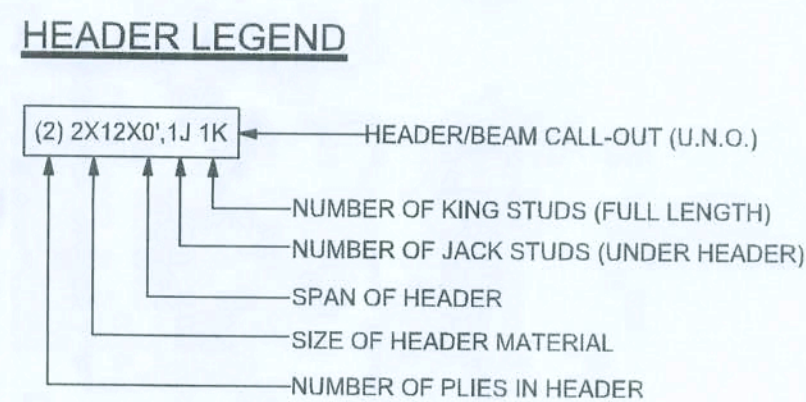 HEADER LEGEND
(2) 2X12X0',1J 1K
HEADER/BEAM CALL-OUT (U.N.O.)
NUMBER OF KING STUDS (FULL LENGTH)
NUMBER OF JACK STUDS (UNDER HEADER)
SPAN OF HEADER
SIZE OF HEADER MATERIAL
NUMBER OF PLIES IN HEADER